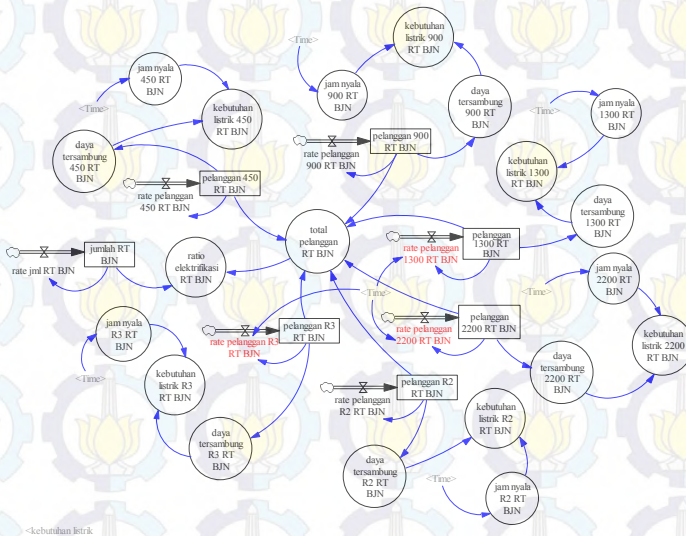 <Time>
kebutuhan
listrik 900
RT BJN
jam nyala
450 RT
BJN
jam nyala
900 RT
BJN
daya
tersambung
900 RT
BJN
kebutuhan
listrik 450
RT BJN
<Time>
<Time>
jam nyala
1300 RT
BJN
daya
tersambung
450 RT BJN
rate pelanggan
900 RT BJN
pelanggan 900
RT BJN
kebutuhan
listrik 1300
RT BJN
rate pelanggan
450 RT BJN
pelanggan 450
RT BJN
daya
tersambung
1300 RT
BJN
total
pelanggan
RT BJN
rate pelanggan
1300 RT BJN
pelanggan
1300 RT
BJN
rate jml RT BJN
jumlah RT
BJN
ratio
elektrifikasi
RT BJN
jam nyala
2200 RT
BJN
<Time>
<Time>
jam nyala
R3 RT
BJN
rate pelanggan R3
RT BJN
pelanggan R3
RT BJN
rate pelanggan
2200 RT BJN
pelanggan
2200 RT BJN
kebutuhan
listrik 2200
RT BJN
<Time>
kebutuhan
listrik R3
RT BJN
rate pelanggan
R2 RT BJN
pelanggan R2
RT BJN
daya
tersambung
2200 RT
BJN
kebutuhan
listrik R2
RT BJN
daya
tersambung
R3 RT BJN
daya
tersambung
R2 RT BJN
<Time>
jam nyala
R2 RT
BJN
<kebutuhan listrik